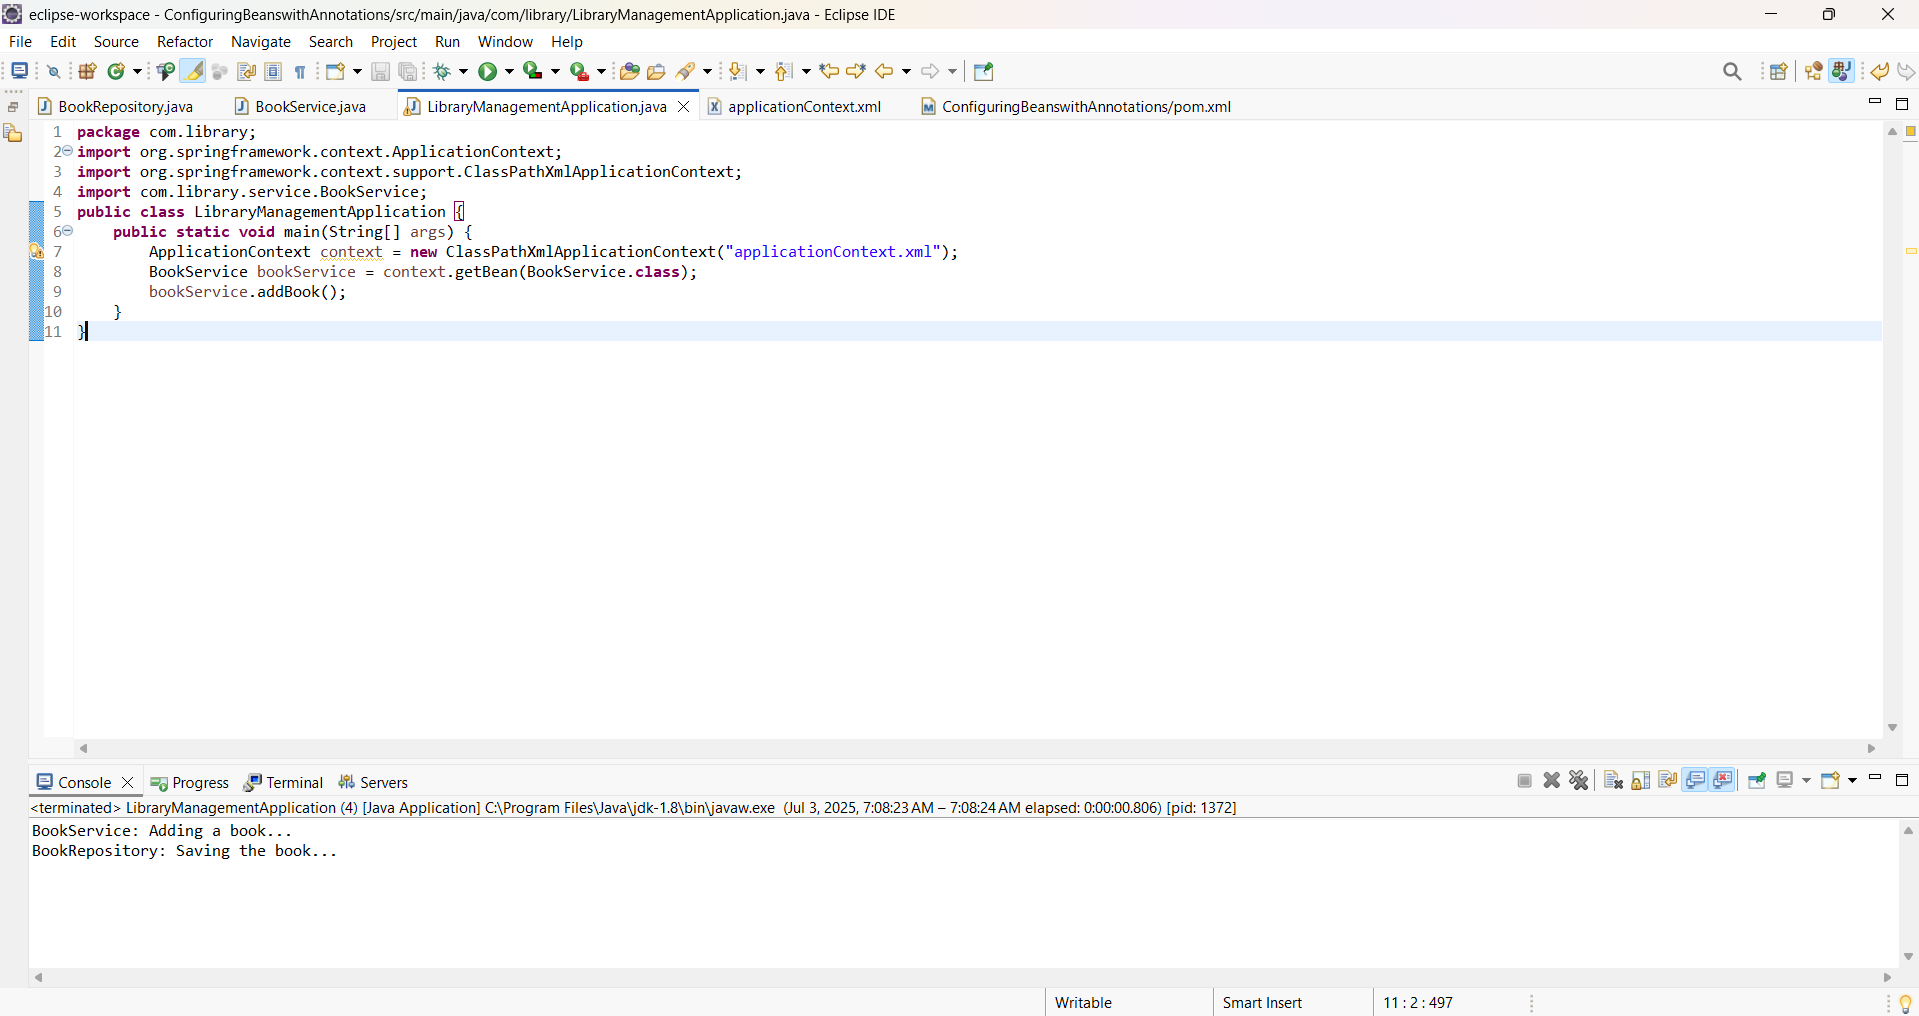 eclipse-workspace - ConfiguringBeanswithAnnotations/src/main/java/com/library/LibraryManagementApplication.java - Eclipse IDE
File Edit Source Refactor Navigate Search Project Run Window Help
BookRepository.java BookService.java LibraryManagementApplication.java applicationContext.xml ConfiguringBeanswithAnnotations/pom.xml
1 package com.library;
2 import org.springframework.context.ApplicationContext;
3 import org.springframework.context.support.ClassPathXmlApplicationContext;
4 import com.library.service.BookService;
5 public class LibraryManagementApplication {
6     public static void main(String[] args) {
7         ApplicationContext context = new ClassPathXmlApplicationContext("applicationContext.xml");
8         BookService bookService = context.getBean(BookService.class);
9         bookService.addBook();
10     }
11 }
Console Progress Terminal Servers
<terminated> LibraryManagementApplication (4) [Java Application] C:\Program Files\Java\jdk-1.8\bin\javaw.exe (Jul 3, 2025, 7:08:23 AM – 7:08:24 AM elapsed: 0:00:00.806) [pid: 1372]
BookService: Adding a book...
BookRepository: Saving the book...
Writable Smart Insert 11 : 2 : 497